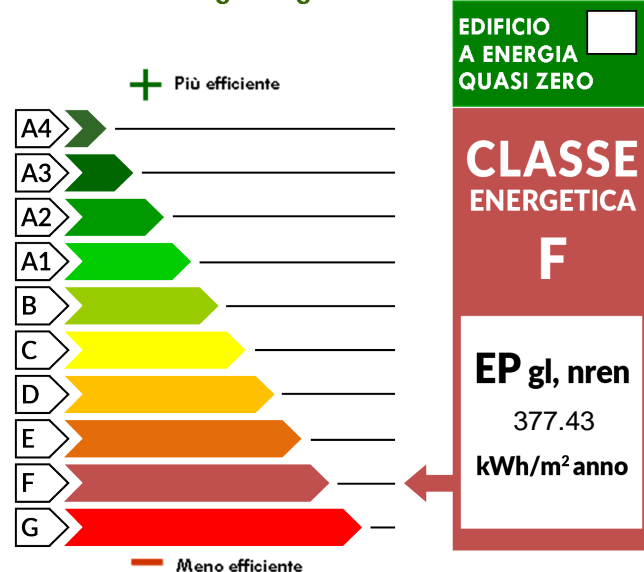 EDIFICIO
A ENERGIA
QUASI ZERO
Più efficiente
A4
A3
A2
A1
B
C
D
E
F
G
Meno efficiente
CLASSE
ENERGETICA
F
EP gl, nren
377.43
kWh/m² anno